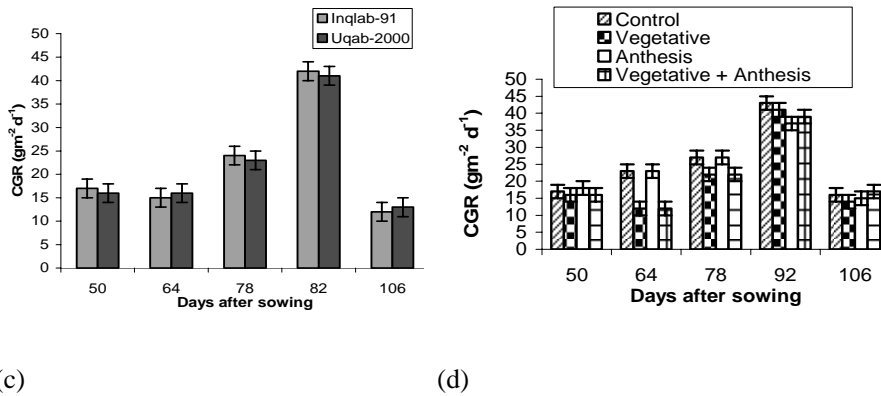 Inqlab-91
Uqab-2000
50
45
40
35
30
25
20
15
10
5
0
CGR (gm-2 d-1)
50 64 78 82 106
Days after sowing
(c)
Control
Vegetative
Anthesis
Vegetative + Anthesis
50
45
40
35
30
25
20
15
10
5
0
CGR (gm-2 d-1)
50 64 78 92 106
Days after sowing
(d)